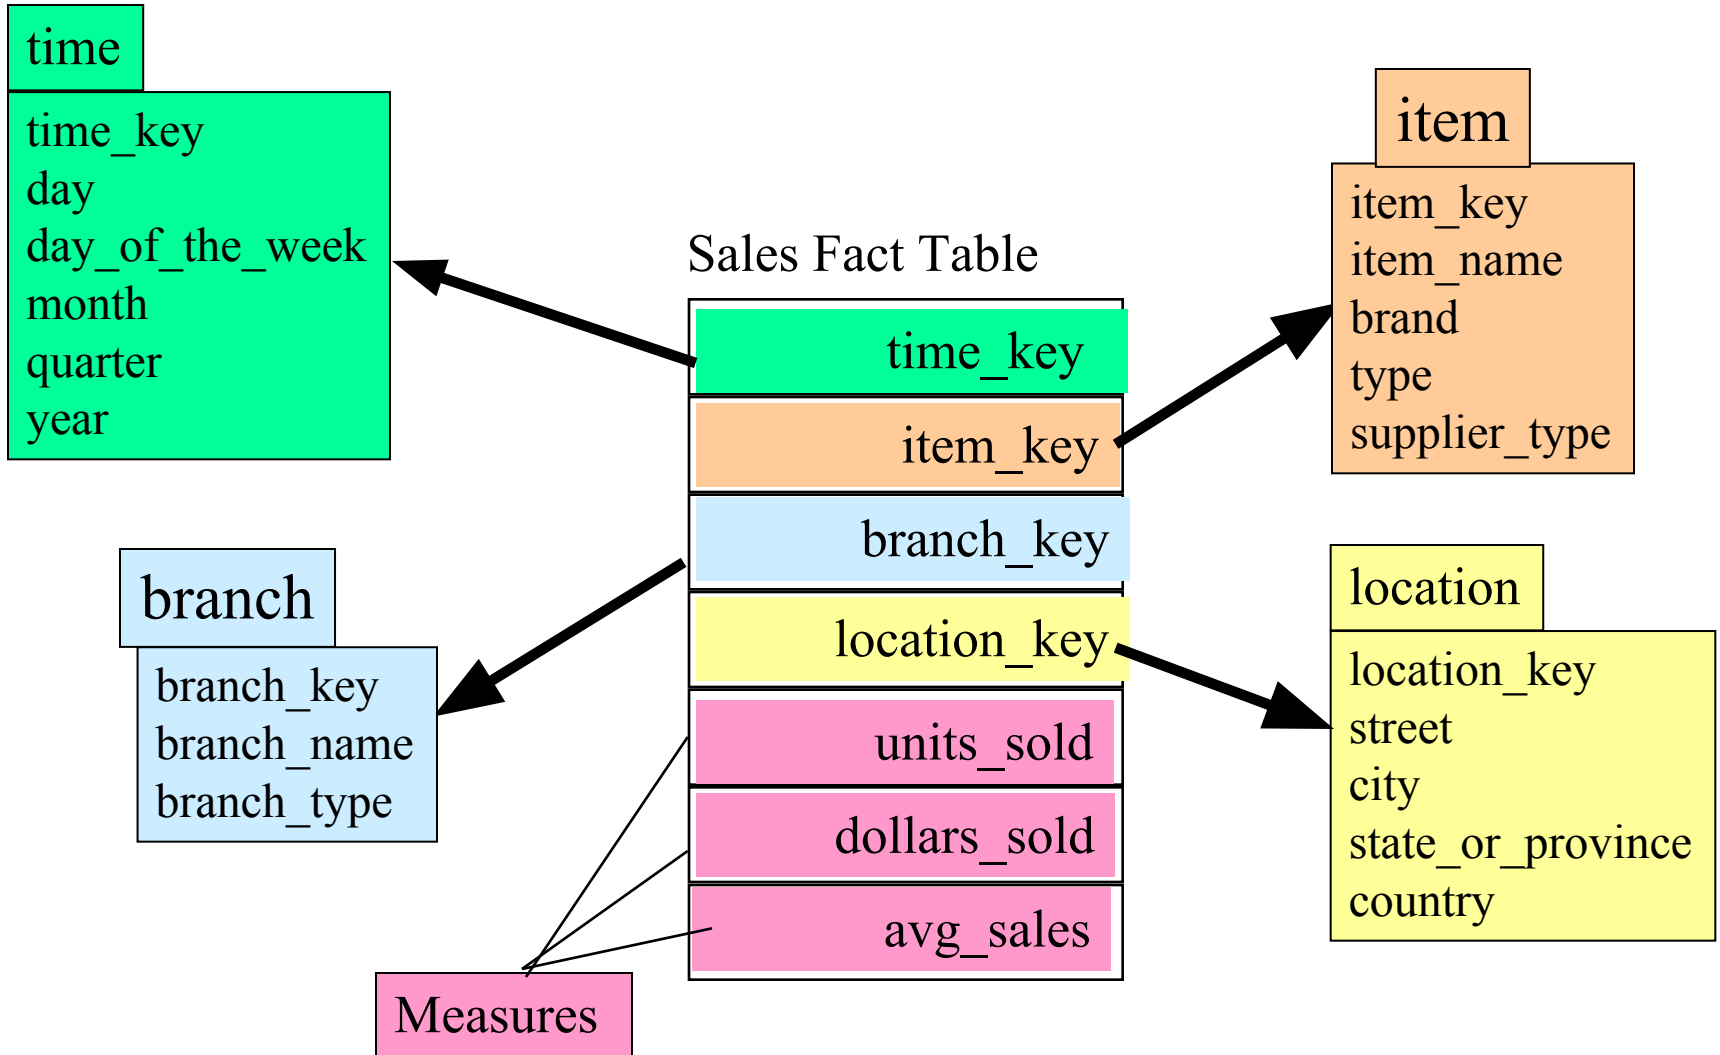 time
time_key
day
day_of_the_week
month
quarter
year
item
item_key
item_name
brand
type
supplier_type
Sales Fact Table
time_key
item_key
branch_key
location_key
units_sold
dollars_sold
avg_sales
branch
branch_key
branch_name
branch_type
location
location_key
street
city
state_or_province
country
Measures